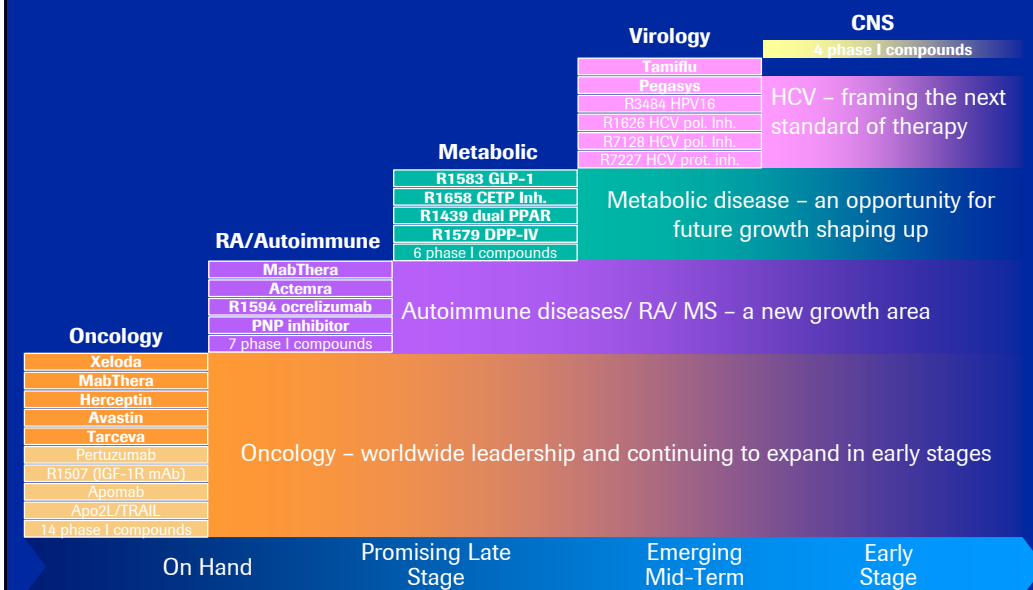 CNS
4 phase I compounds
Virology
Tamiflu
Pegasys
R3484 HPV16
R1626 HCV pol. Inh.
R7128 HCV pol. Inh.
R7227 HCV prot. inh.
HCV – framing the next
standard of therapy
Metabolic
R1583 GLP-1
R1658 CETP Inh.
R1439 dual PPAR
R1579 DPP-IV
6 phase I compounds
Metabolic disease – an opportunity for
future growth shaping up
RA/Autoimmune
MabThera
Actemra
R1594 ocrelizumab
PNP inhibitor
7 phase I compounds
Autoimmune diseases/ RA/ MS – a new growth area
Oncology
Xeloda
MabThera
Herceptin
Avastin
Tarceva
Pertuzumab
R1507 (IGF-1R mAb)
Apomab
Apo2L/TRAIL
14 phase I compounds
Oncology – worldwide leadership and continuing to expand in early stages
On Hand
Promising Late
Stage
Emerging
Mid-Term
Early
Stage